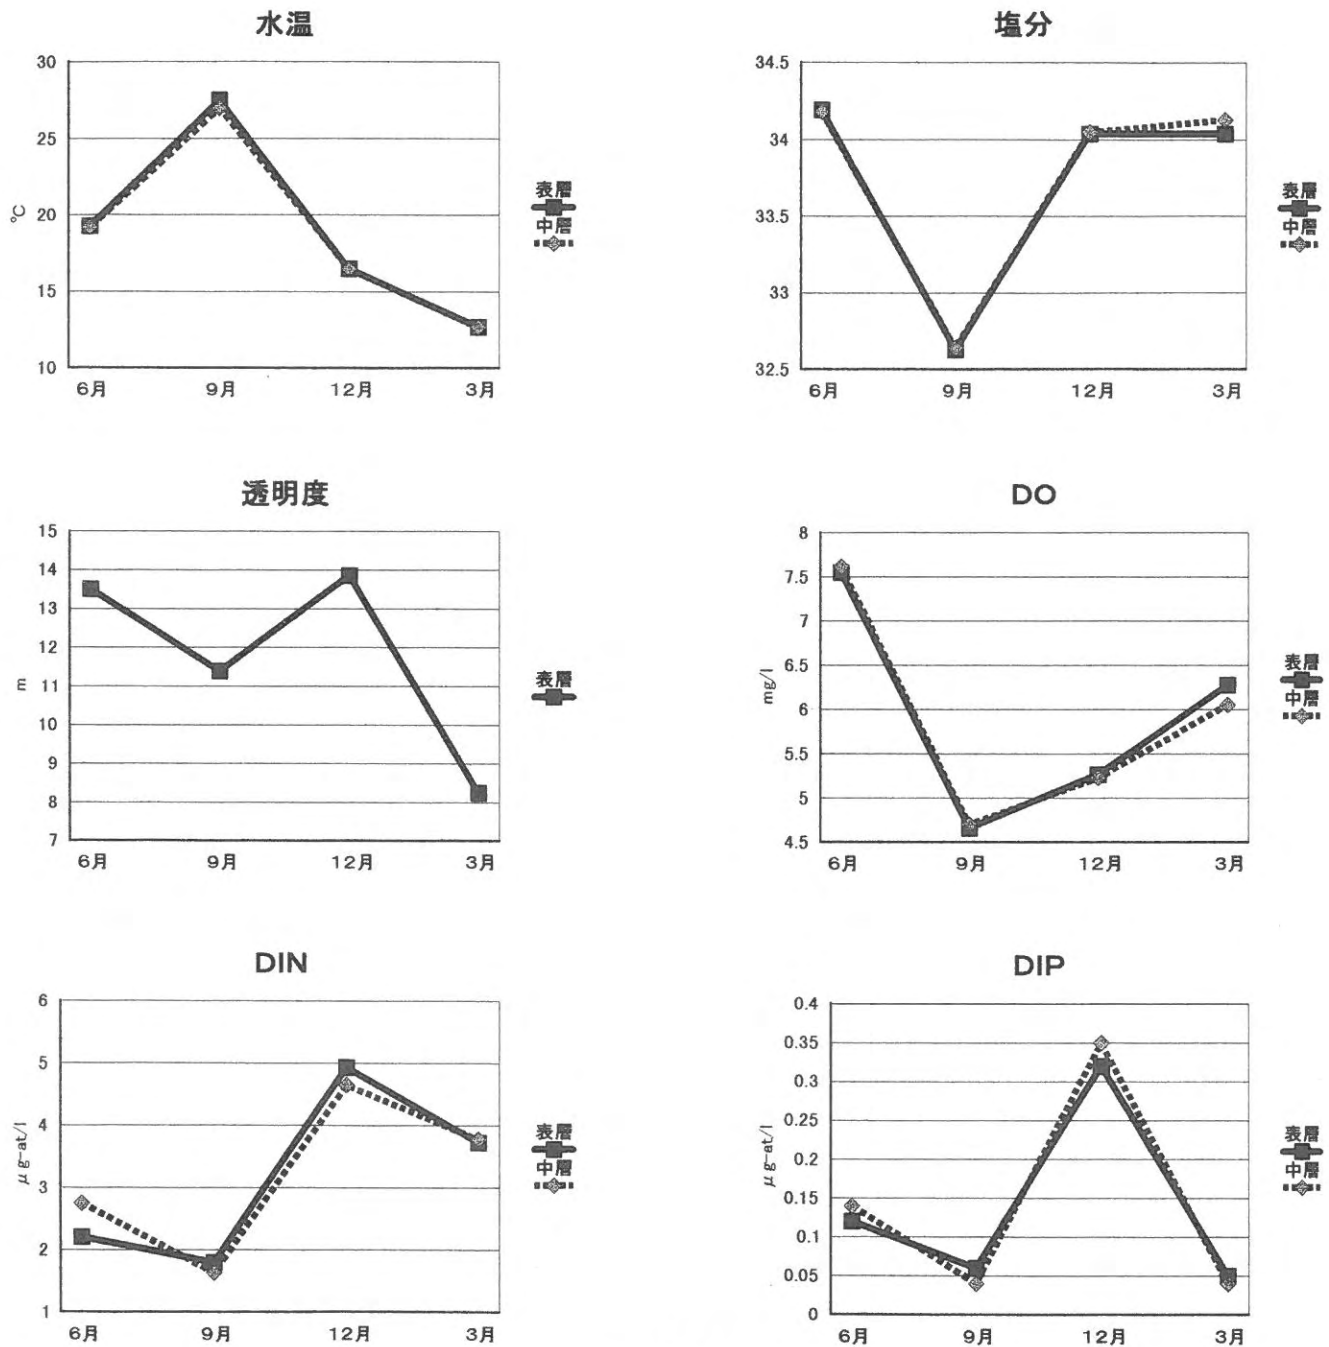 水温
30
25
20
15
10
℃
6月 9月 12月 3月
表層
中層
塩分
34.5
34
33.5
33
32.5
6月 9月 12月 3月
表層
中層
透明度
15
14
13
12
11
10
9
8
7
m
6月 9月 12月 3月
表層
DO
8
7.5
7
6.5
6
5.5
5
4.5
mg/l
6月 9月 12月 3月
表層
中層
DIN
6
5
4
3
2
1
μg-at/l
6月 9月 12月 3月
表層
中層
DIP
0.4
0.35
0.3
0.25
0.2
0.15
0.1
0.05
0
μg-at/l
6月 9月 12月 3月
表層
中層